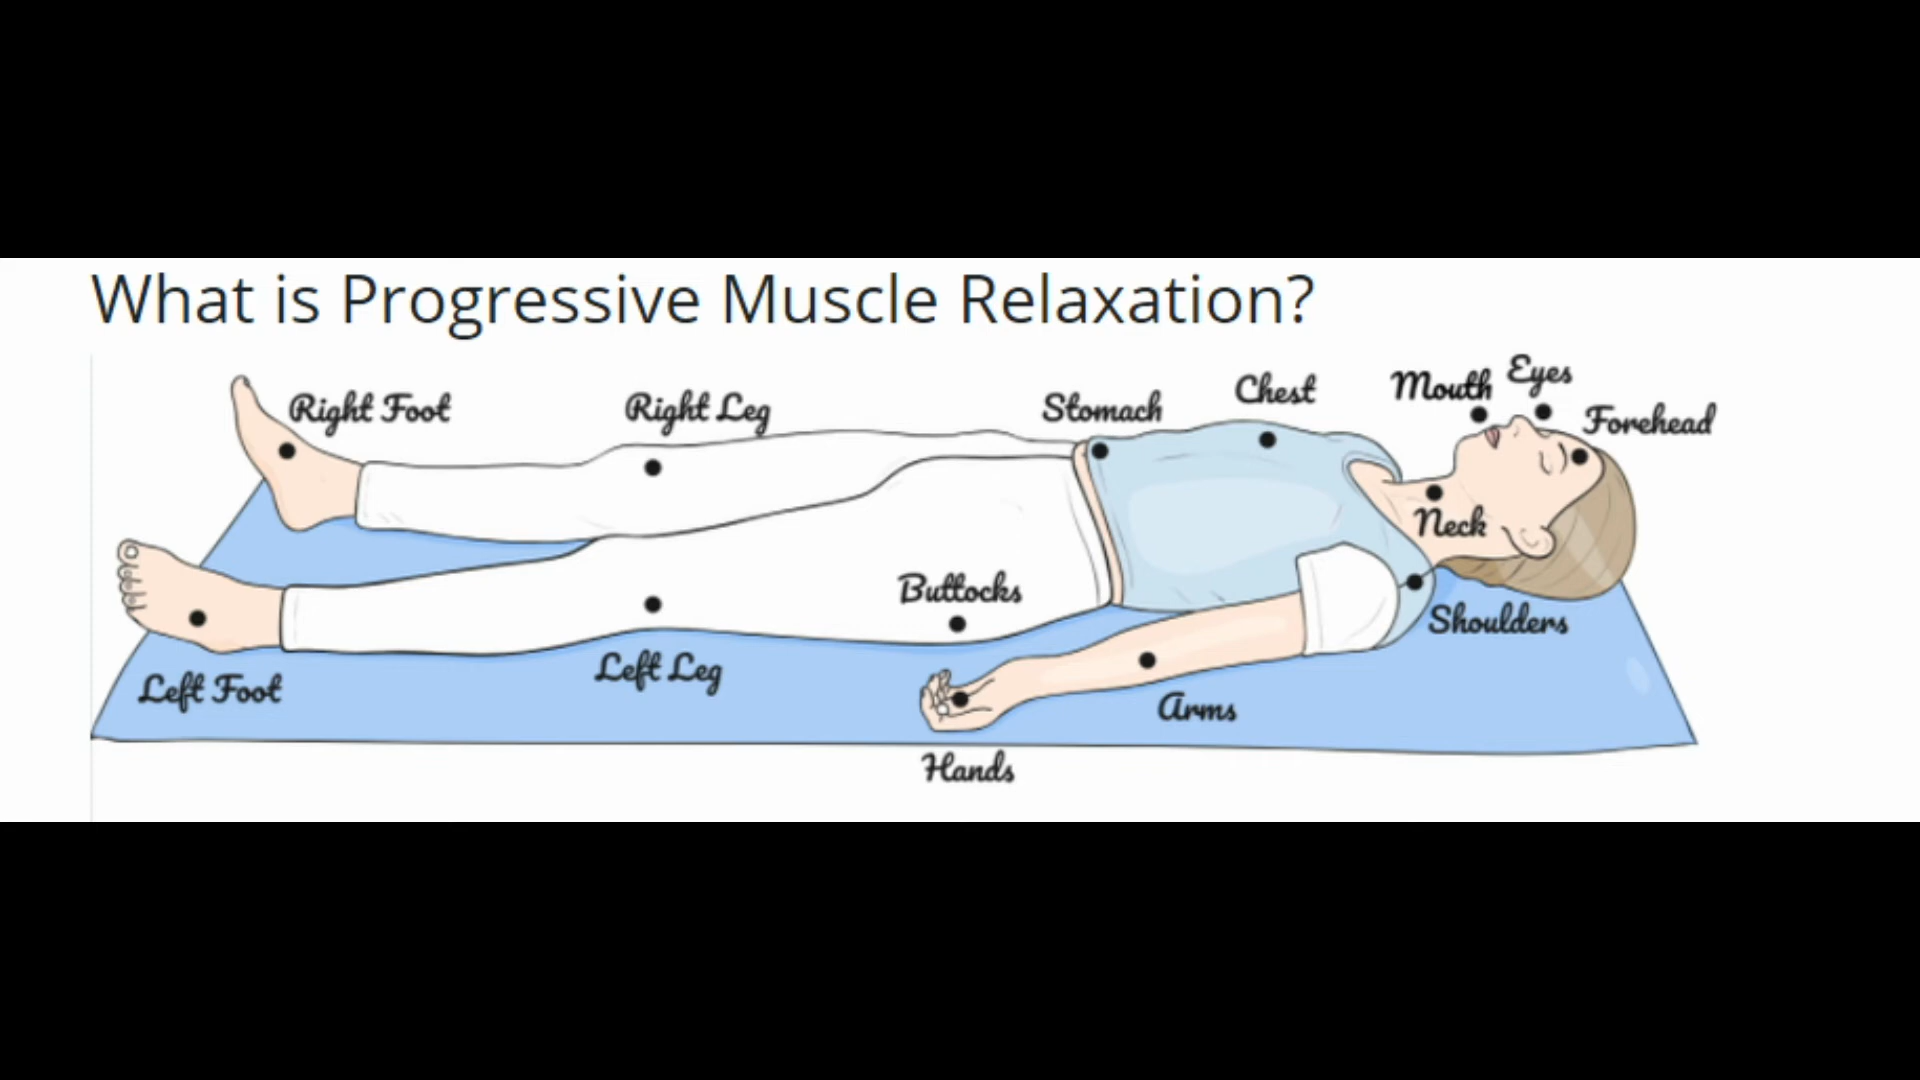 What is Progressive Muscle Relaxation?
Right Foot
Right Leg
Stomach
Chest
Mouth
Eyes
Forehead
Neck
Buttocks
Shoulders
Left Foot
Left Leg
Arms
Hands